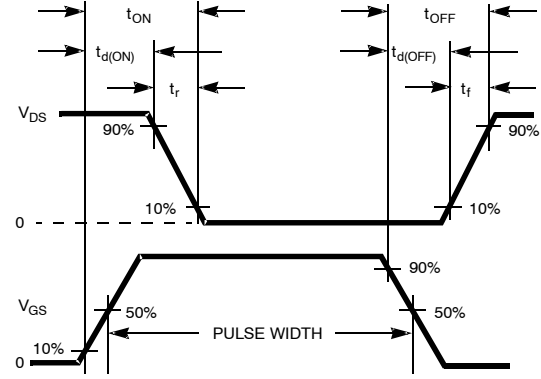 tON tOFF
td(ON) td(OFF)
tr tf
VDS
90% 90%
10% 10%
0
90%
VGS 50% 50%
PULSE WIDTH
10%
0